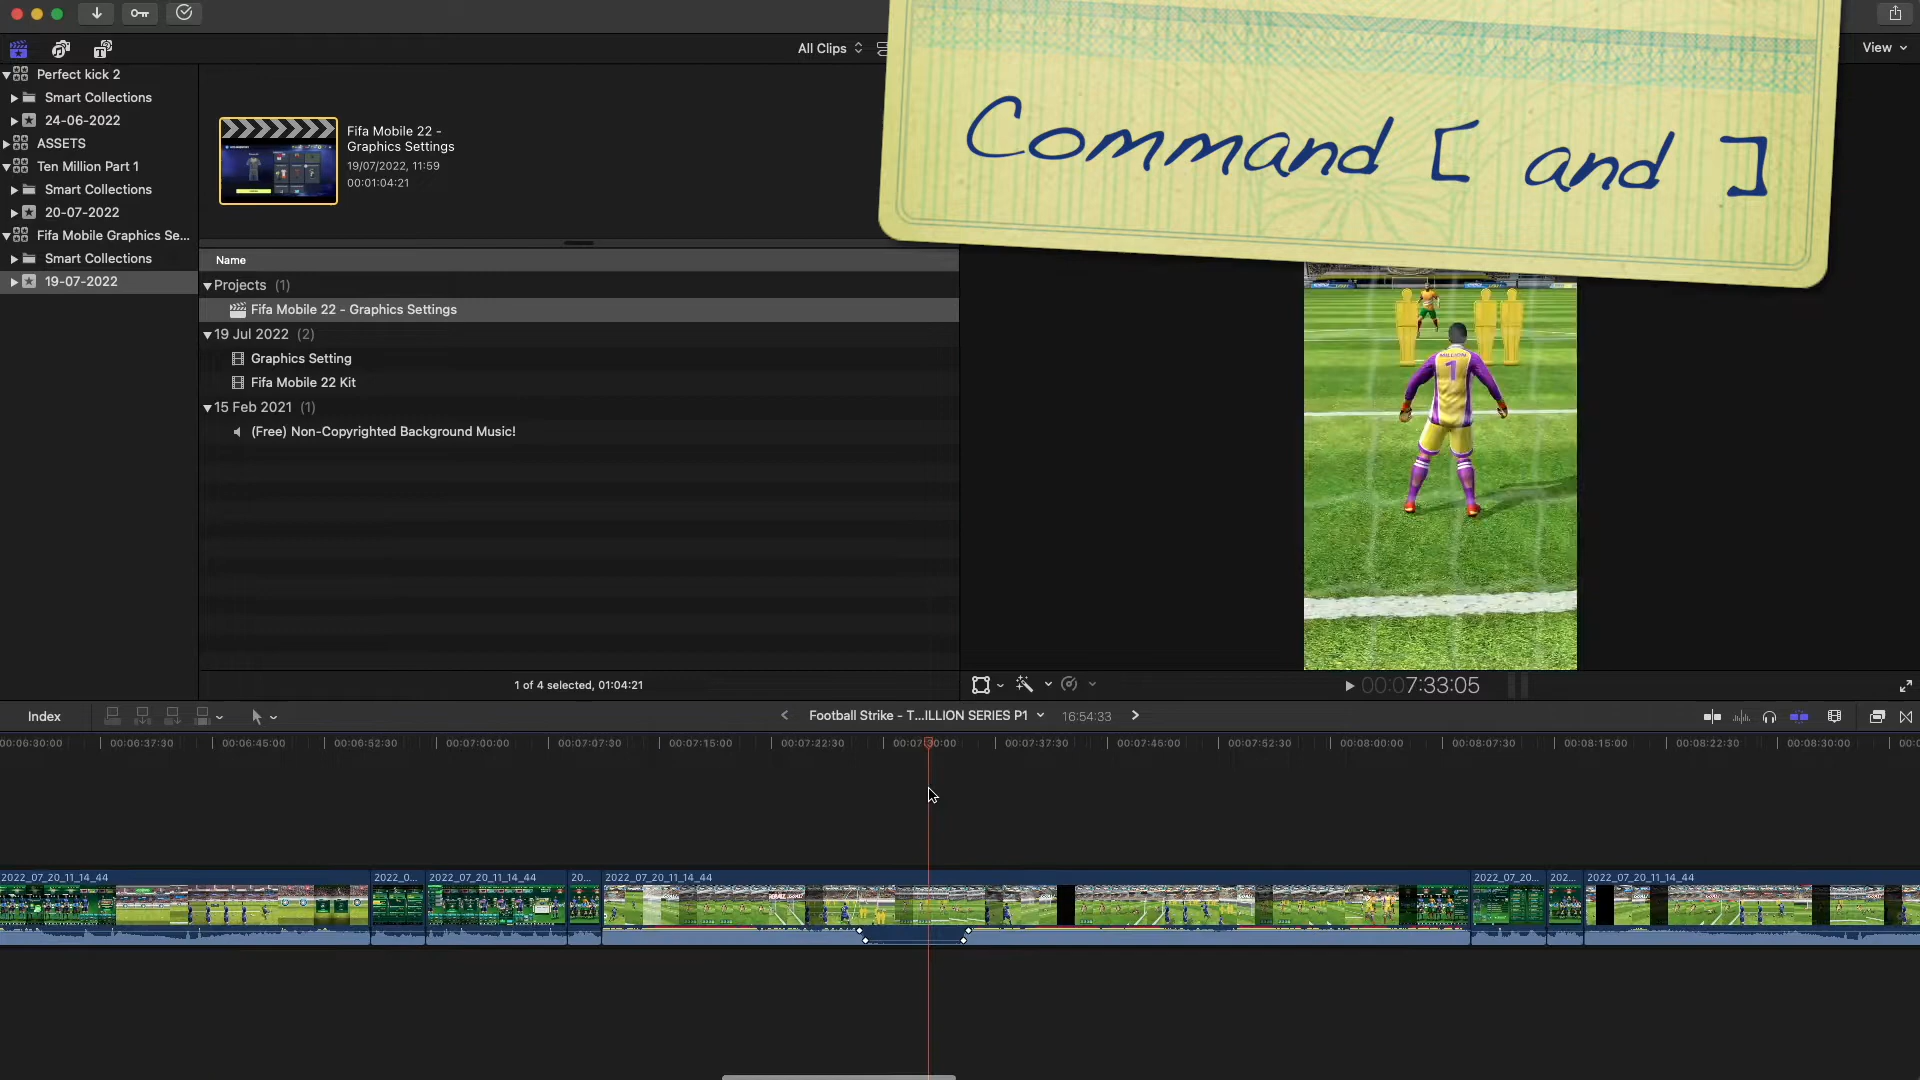 All Clips
View
Command [ and ]
Perfect kick 2
Smart Collections
24-06-2022
ASSETS
Ten Million Part 1
Smart Collections
20-07-2022
Fifa Mobile Graphics Se...
Smart Collections
19-07-2022
Fifa Mobile 22 -
Graphics Settings
19/07/2022, 11:59
00:01:04:21
Name
Projects (1)
Fifa Mobile 22 - Graphics Settings
19 Jul 2022 (2)
Graphics Setting
Fifa Mobile 22 Kit
15 Feb 2021 (1)
(Free) Non-Copyrighted Background Music!
MILLION
1
1 of 4 selected, 01:04:21
00:07:33:05
Index
Football Strike - T...ILLION SERIES P1
16:54:33
00:06:30:00 00:06:37:30 00:06:45:00 00:06:52:30 00:07:00:00 00:07:07:30 00:07:15:00 00:07:22:30 00:07:30:00 00:07:37:30 00:07:45:00 00:07:52:30 00:08:00:00 00:08:07:30 00:08:15:00 00:08:22:30 00:08:30:00
2022_07_20_11_14_44 2022_0... 2022_07_20_11_14_44 20... 2022_07_20_11_14_44 2022_07_20... 202... 2022_07_20_11_14_44